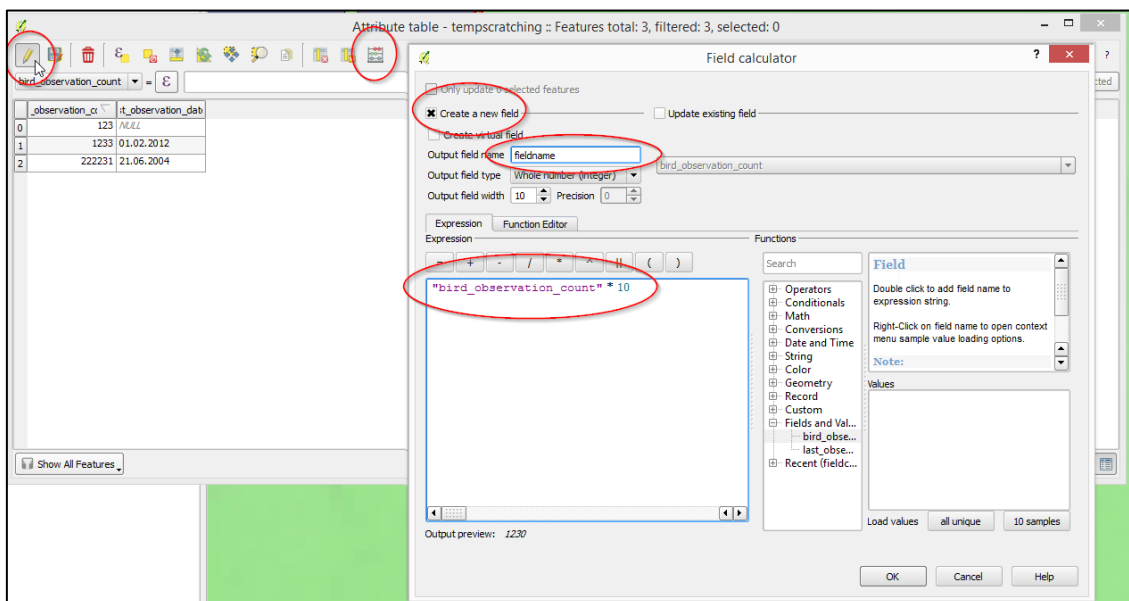 Attribute table - tempscratching :: Features total: 3, filtered: 3, selected: 0
bird_observation_count = ε
_observation_cc st_observation_date
0 123 NULL
1 1233 01.02.2012
2 222231 21.06.2004
Show All Features
Field calculator
? ×
Only update 0 selected features
Create a new field
Update existing field
Create virtual field
Output field name fieldname
bird_observation_count
Output field type Whole number (integer)
Output field width 10 Precision 0
Expression Function Editor
Expression
= + - / * ^ || ( )
"bird_observation_count" * 10
Output preview: 1230
Functions
Search
Operators
Conditionals
Math
Conversions
Date and Time
String
Color
Geometry
Record
Custom
Fields and Val...
bird_obse...
last_obse...
Recent (fieldc...
Field
Double click to add field name to
expression string.
Right-Click on field name to open context
menu sample value loading options.
Note:
Values
Load values all unique 10 samples
OK Cancel Help